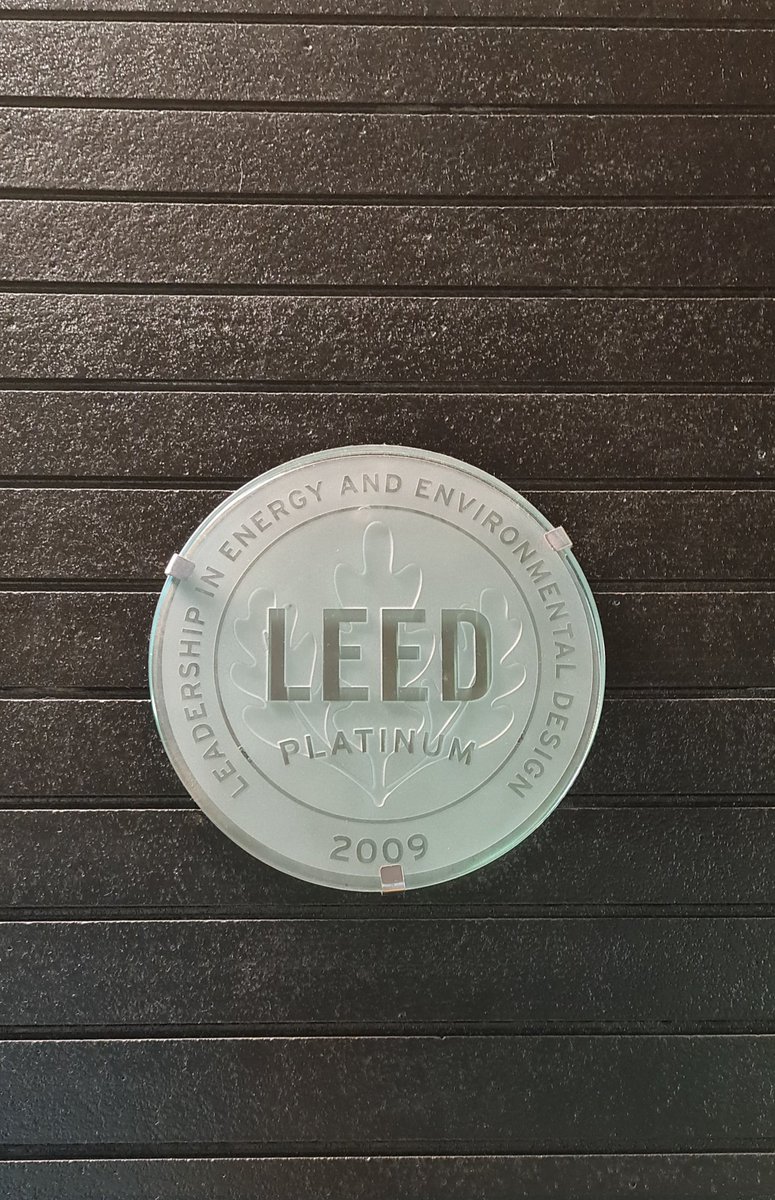 LEADERSHIP IN ENERGY AND ENVIRONMENTAL DESIGN
LEED
PLATINUM
2009